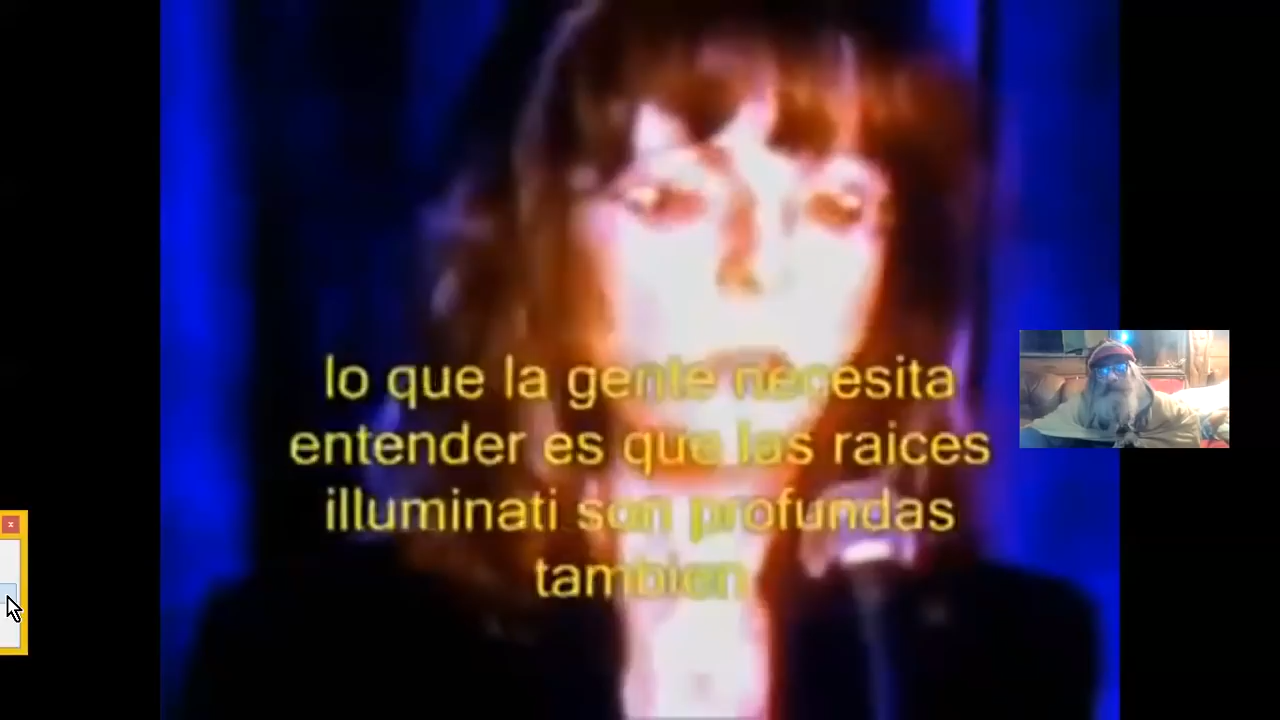 lo que la gente necesita
entender es que las raices
illuminati son profundas
tambien